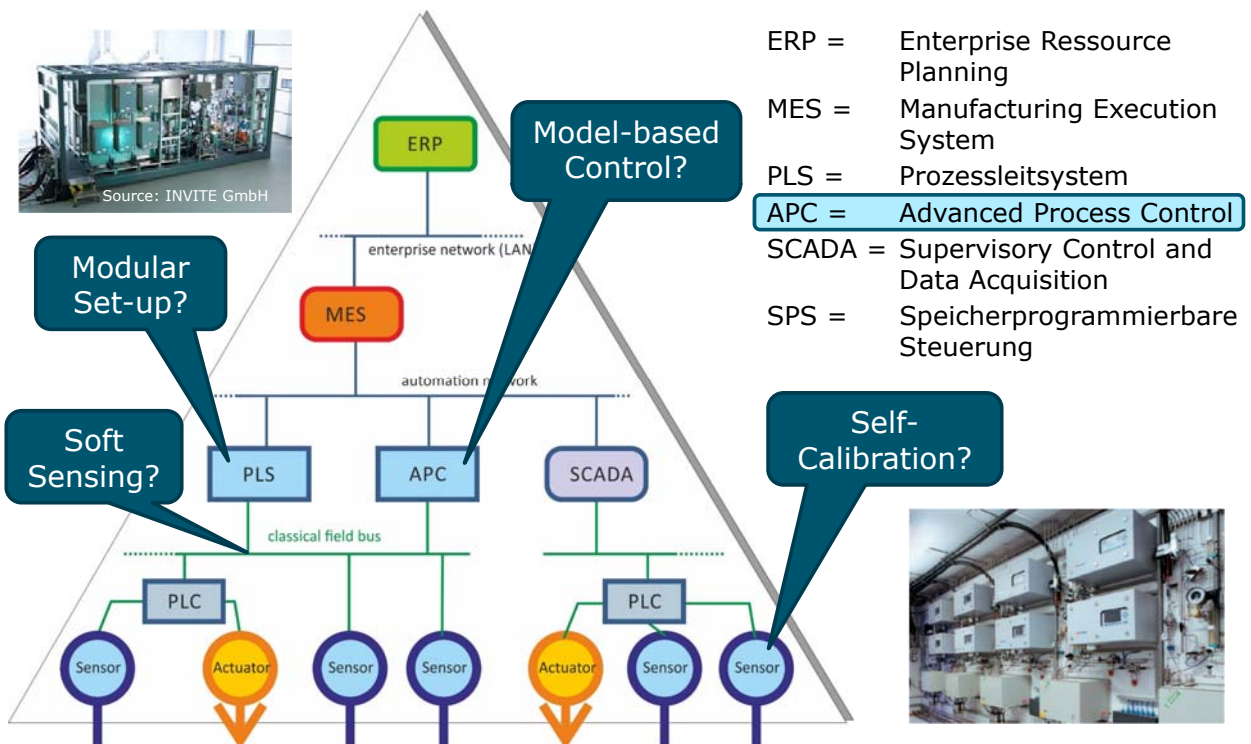 Source: INVITE GmbH
ERP
Model-based
Control?
ERP = Enterprise Ressource
Planning
MES = Manufacturing Execution
System
PLS = Prozessleitsystem
APC = Advanced Process Control
SCADA = Supervisory Control and
Data Acquisition
SPS = Speicherprogrammierbare
Steuerung
enterprise network (LAN
Modular
Set-up?
MES
automation n work
Soft
Sensing?
PLS
APC
SCADA
Self-
Calibration?
classical field bus
PLC
PLC
Sensor
Actuator
Sensor
Sensor
Actuator
Sensor
Sensor